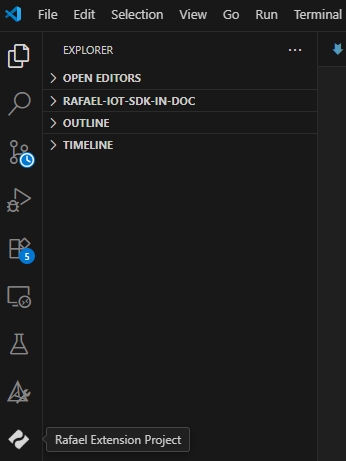 File Edit Selection View Go Run Terminal
EXPLORER
OPEN EDITORS
RAFAEL-IOT-SDK-IN-DOC
OUTLINE
TIMELINE
5
Rafael Extension Project